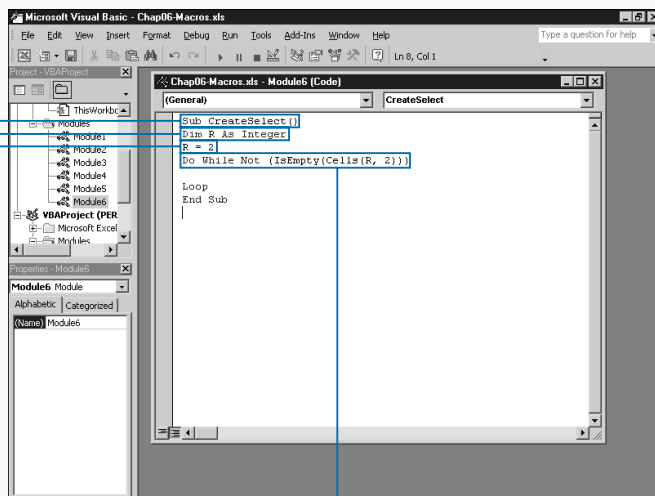 Microsoft Visual Basic - Chap06-Macros.xls
File Edit View Insert Format Debug Run Tools Add-Ins Window Help
Type a question for help
Ln 8, Col 1
Project - VBAProject
ThisWorkbo
Modules
Module1
Module2
Module3
Module4
Module5
Module6
VBAProject (PER
Microsoft Excel
Modules
Properties - Module6
Module6 Module
Alphabetic Categorized
(Name) Module6
Chap06-Macros.xls - Module6 (Code)
(General) CreateSelect
Sub CreateSelect()
Dim R As Integer
R = 2
Do While Not (IsEmpty(Cells(R, 2)))
Loop
End Sub